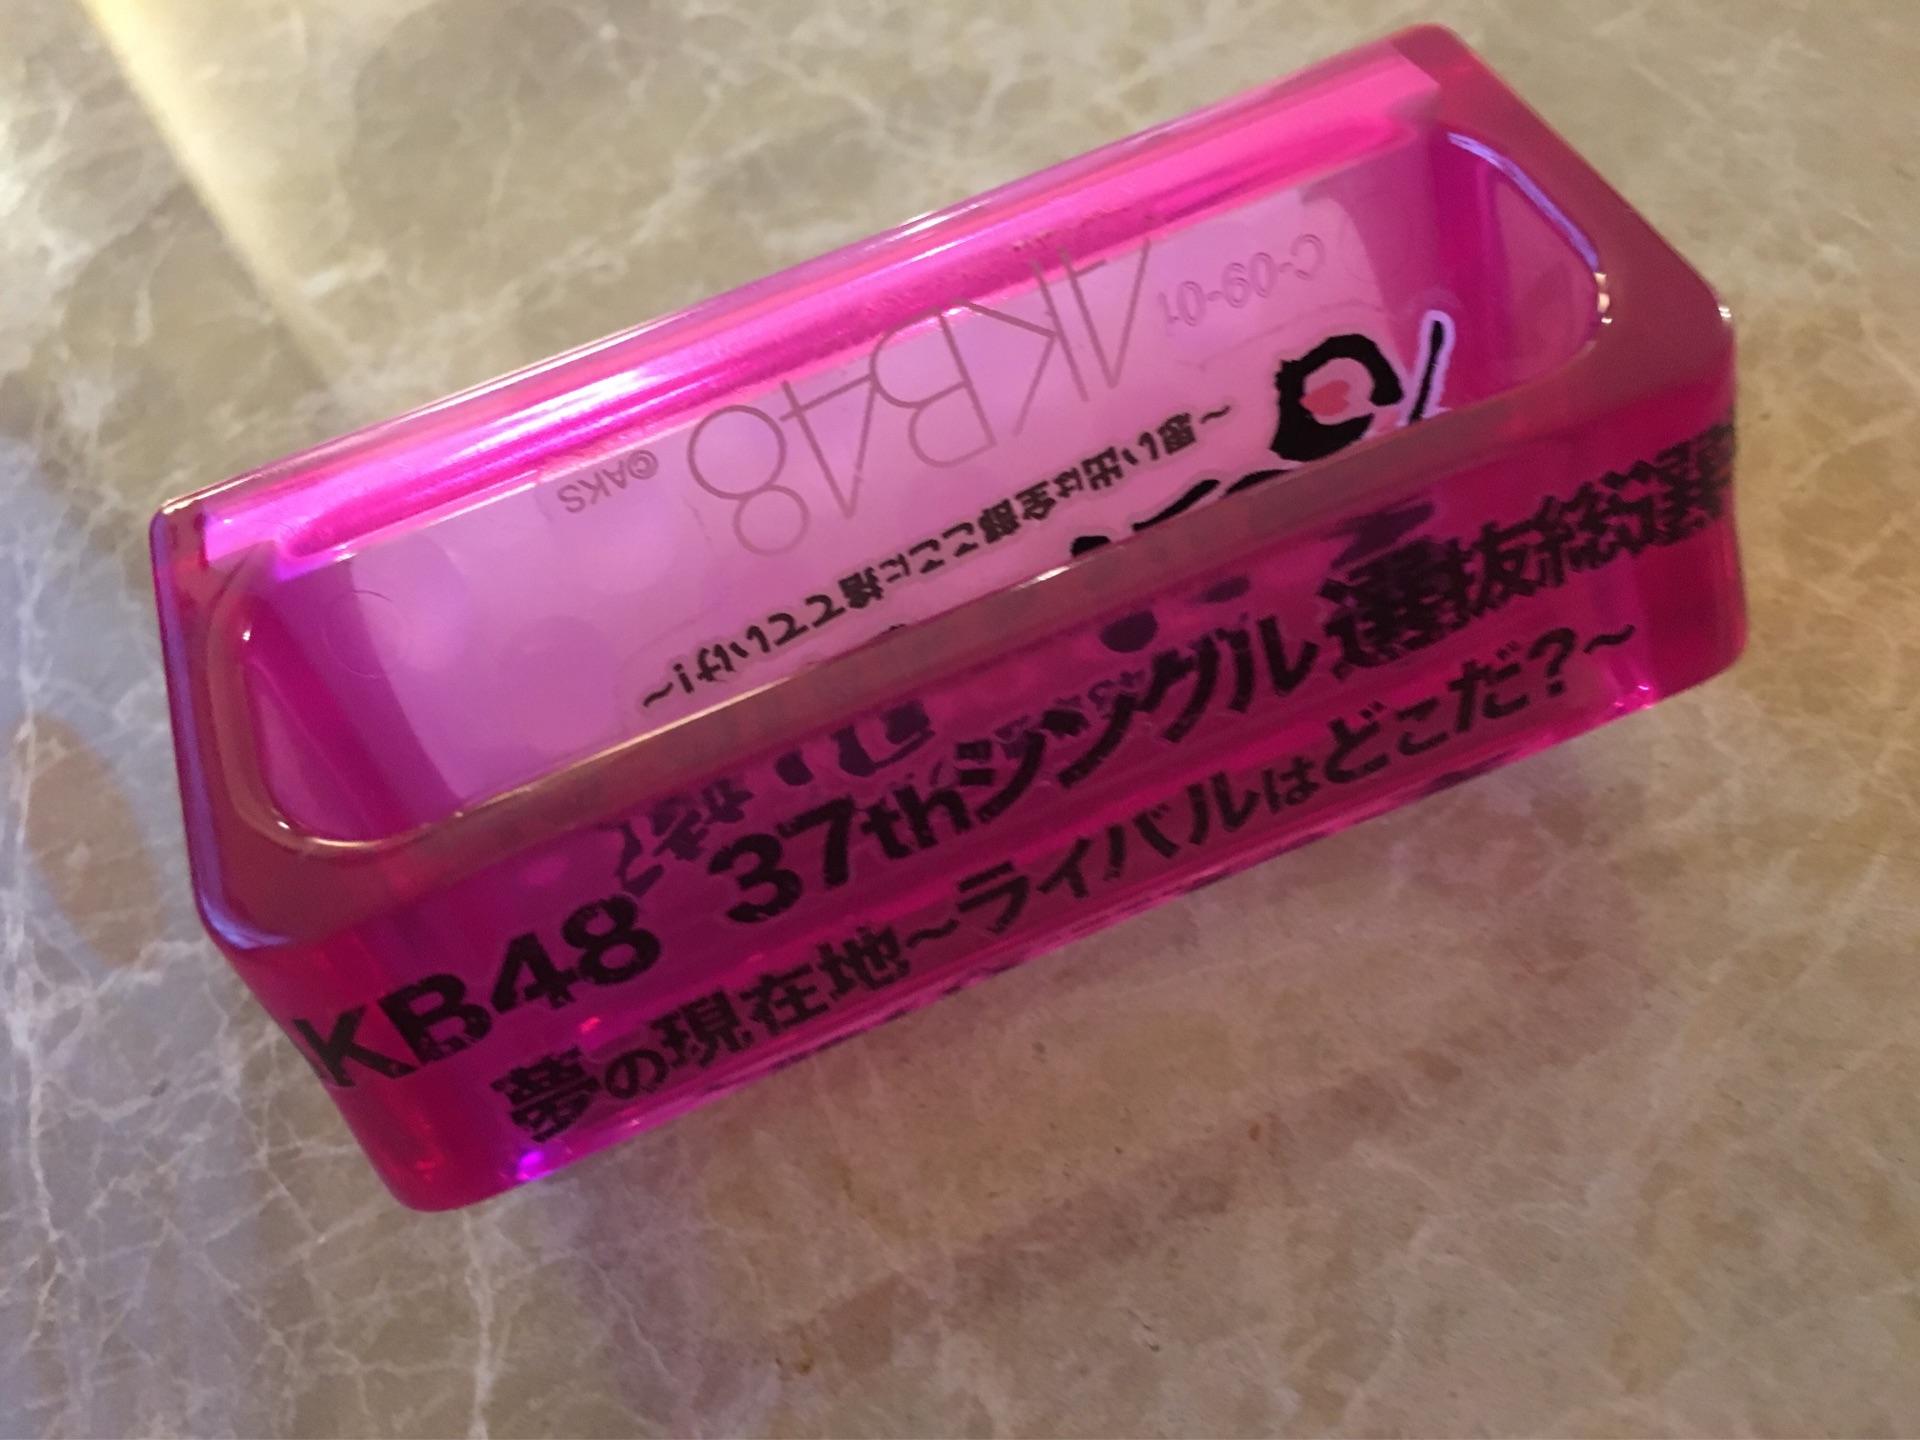 C-09-01
AKB48
©AKS
～思い出は全部ここに捨てていけ!～
KB48 37thシングル 選抜総選
夢の現在地～ライバルはどこだ?～